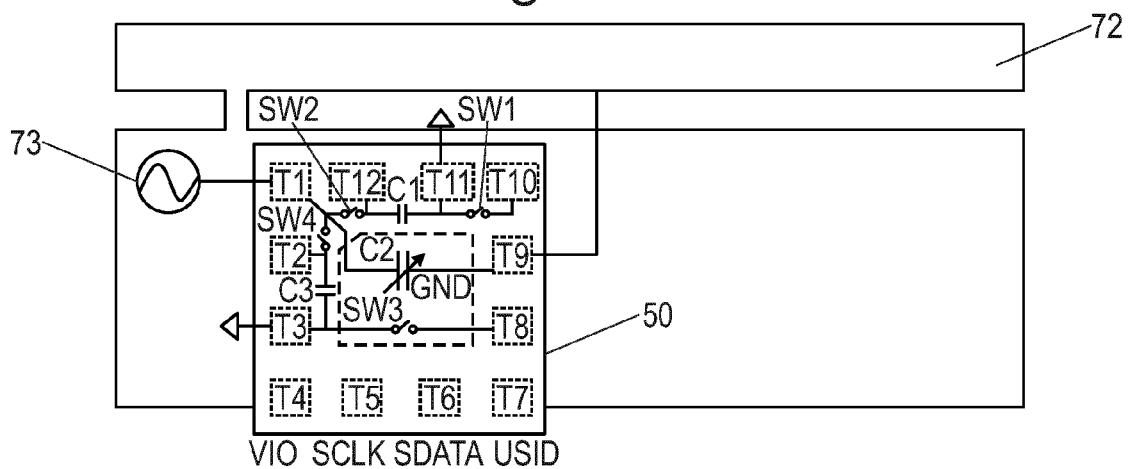 72
SW2 SW1
73
T1 T12 C1 T11 T10
SW4
T2 C2 T9
C3 GND
SW3
T3 T8
50
T4 T5 T6 T7
VIO SCLK SDATA USID